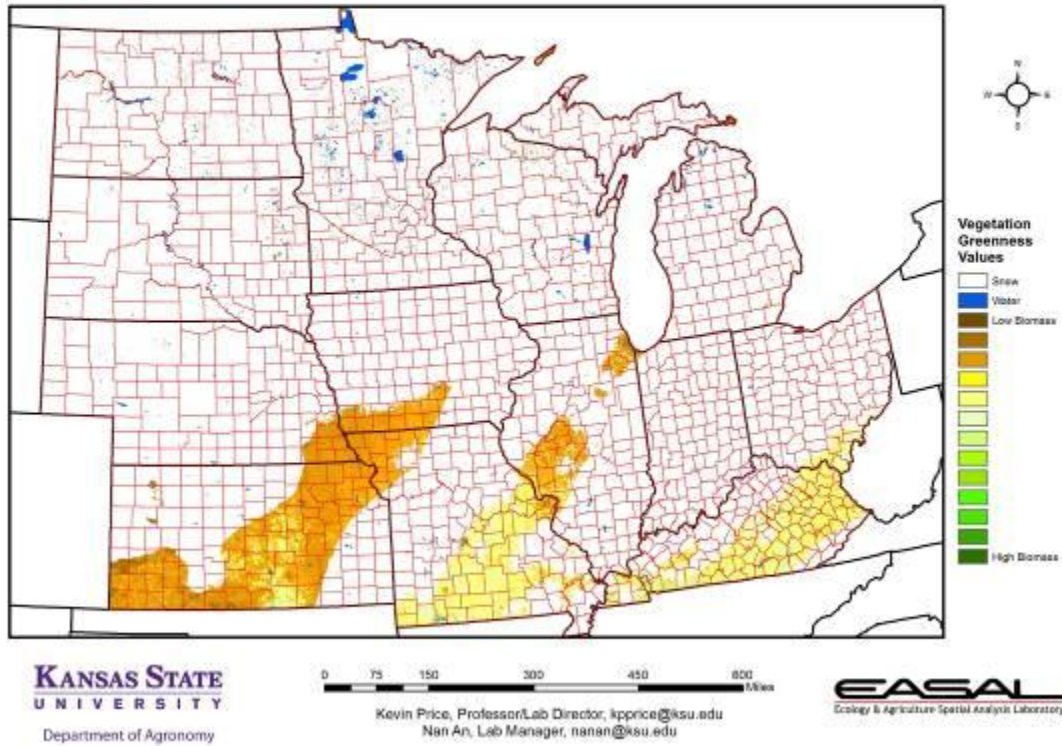 N
W
E
S
Vegetation
Greenness
Values
Snow
Water
Low Biomass
High Biomass
KANSAS STATE
UNIVERSITY
Department of Agronomy
0 75 150 300 450 600
Miles
Kevin Price, Professor/Lab Director, kpprice@ksu.edu
Nan An, Lab Manager, nanan@ksu.edu
EASAL
Ecology & Agriculture Spatial Analysis Laboratory